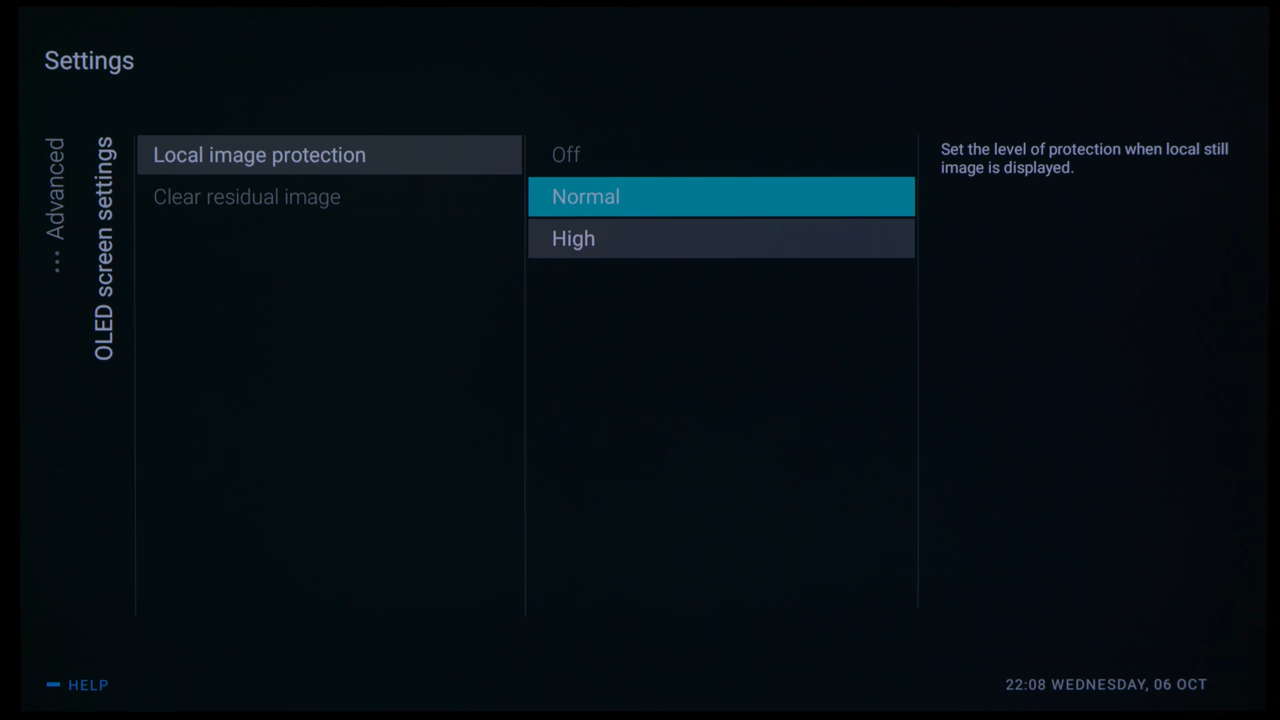 Settings
... Advanced
OLED screen settings
Local image protection
Clear residual image
Off
Normal
High
Set the level of protection when local still
image is displayed.
HELP
22:08 WEDNESDAY, 06 OCT